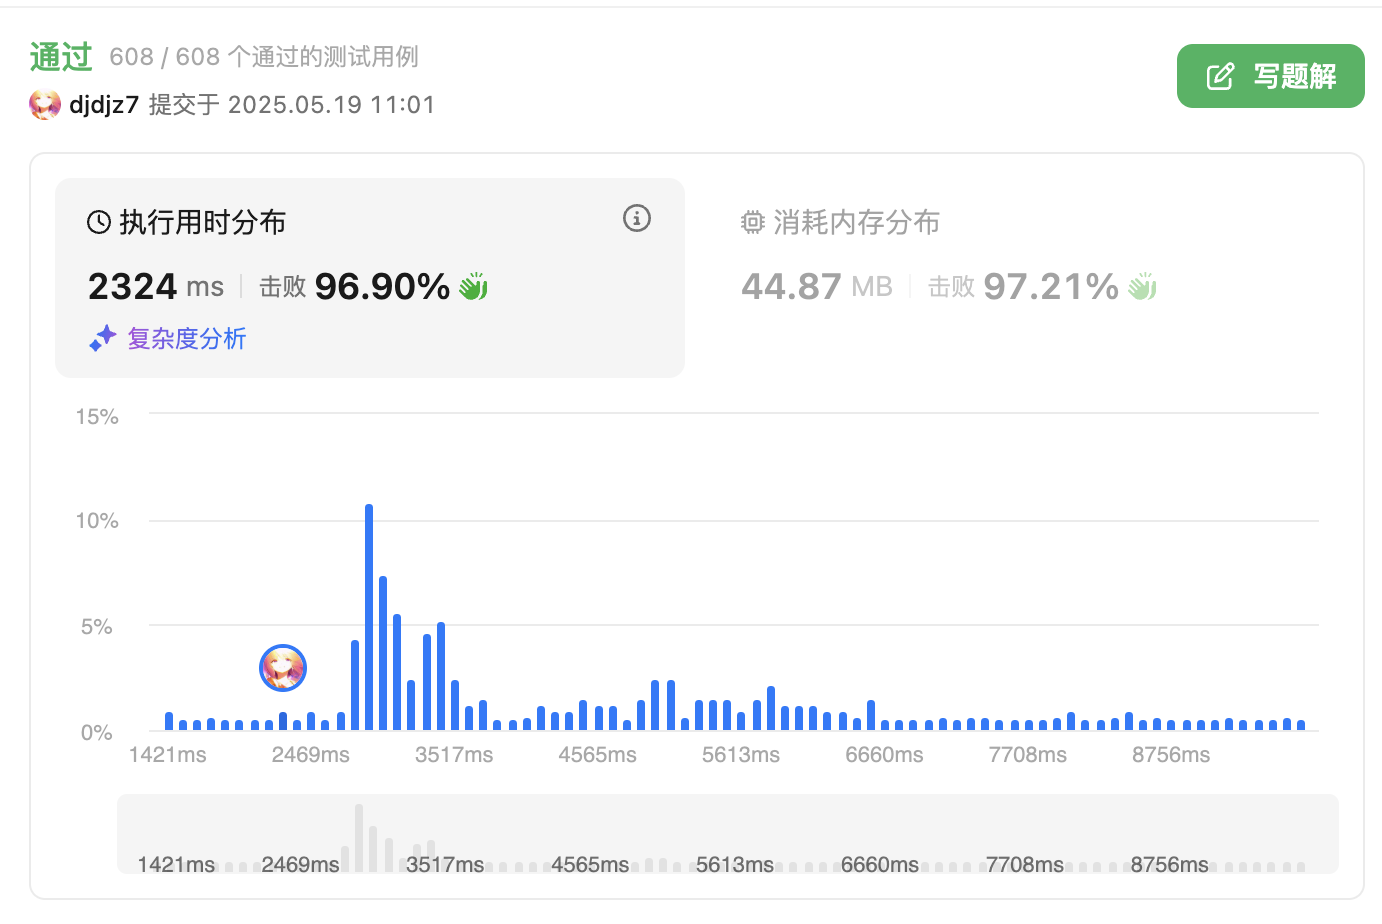 通过 608 / 608 个通过的测试用例
写题解
djdjz7 提交于 2025.05.19 11:01
执行用时分布
2324 ms 击败 96.90%
复杂度分析
消耗内存分布
44.87 MB 击败 97.21%
15%
10%
5%
0%
1421ms 2469ms 3517ms 4565ms 5613ms 6660ms 7708ms 8756ms
1421ms 2469ms 3517ms 4565ms 5613ms 6660ms 7708ms 8756ms